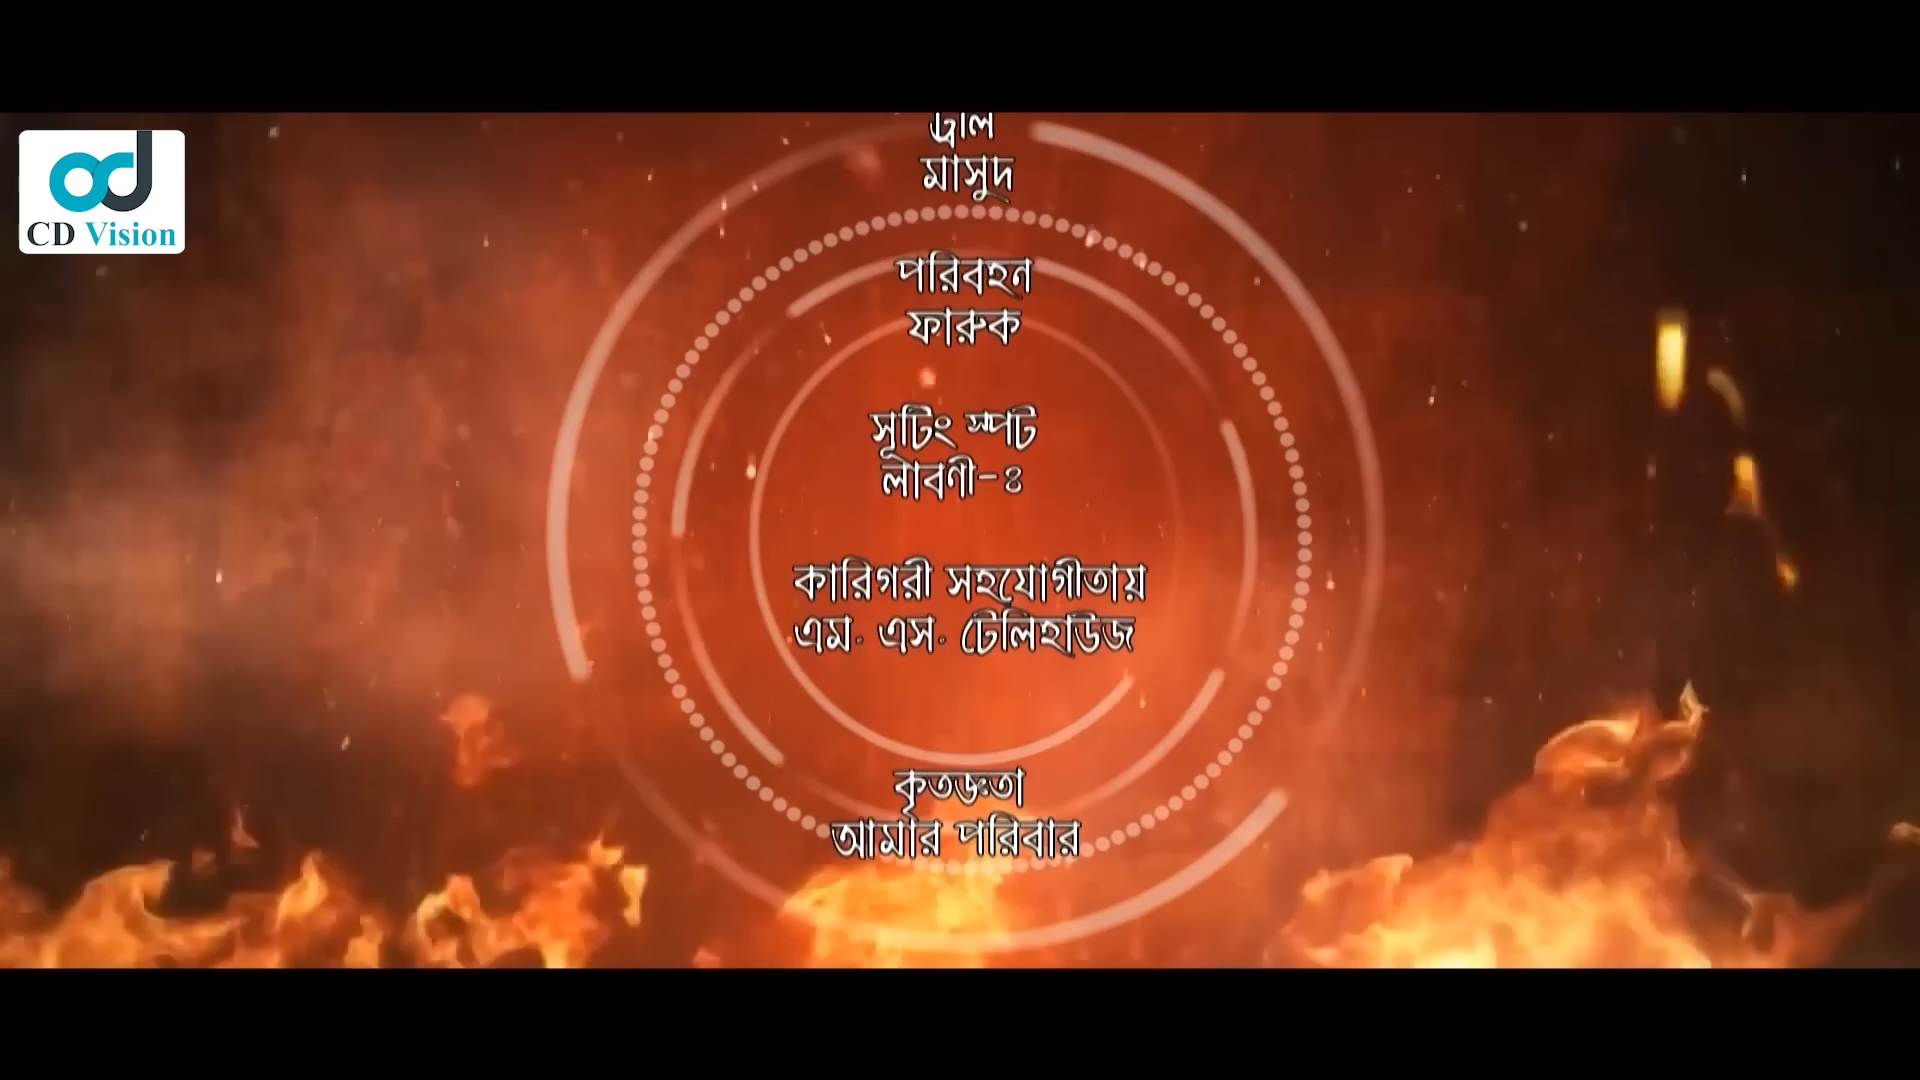 CD Vision
মাসুদ
পরিবহন
ফারুক
সূটিং স্পট
লাবণী-৪
কারিগরী সহযোগীতায়
এম. এস. টেলিহাউজ
কৃতজ্ঞতা
আমার পরিবার